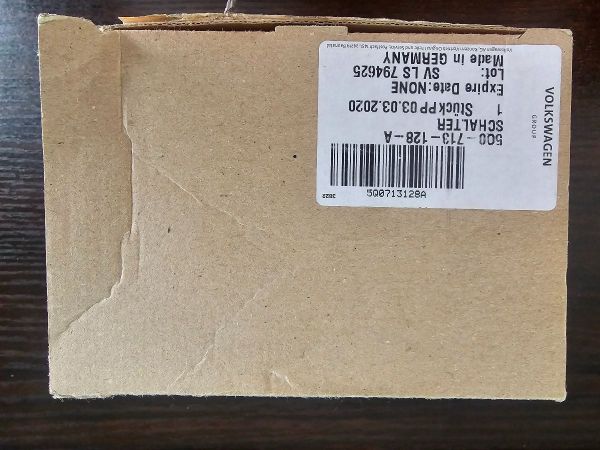 VOLKSWAGEN
GROUP
3822
5Q0713128A
5Q0-713-128-A
SCHALTER
1 Stück PP 03.03.2020
Expire Date: NONE
Lot: SV LS 794625
Made in GERMANY